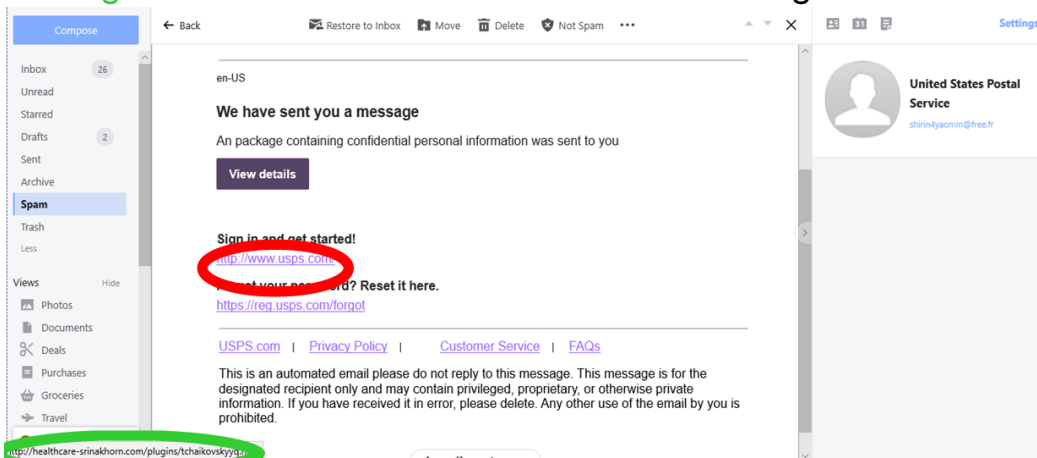 Compose
← Back
Restore to Inbox Move Delete Not Spam •••
Settings
Inbox 26
Unread
Starred
Drafts 2
Sent
Archive
Spam
Trash
Less
Views Hide
Photos
Documents
Deals
Purchases
Groceries
Travel
en-US
We have sent you a message
An package containing confidential personal information was sent to you
View details
Sign in and get started!
http://www.usps.com/
your password? Reset it here.
https://reg.usps.com/forgot
USPS.com | Privacy Policy | Customer Service | FAQs
This is an automated email please do not reply to this message. This message is for the
designated recipient only and may contain privileged, proprietary, or otherwise private
information. If you have received it in error, please delete. Any other use of the email by you is
prohibited.
31
United States Postal
Service
shirin4yaomin@free.fr
http://healthcare-srinakhorn.com/plugins/tchaikovskyy